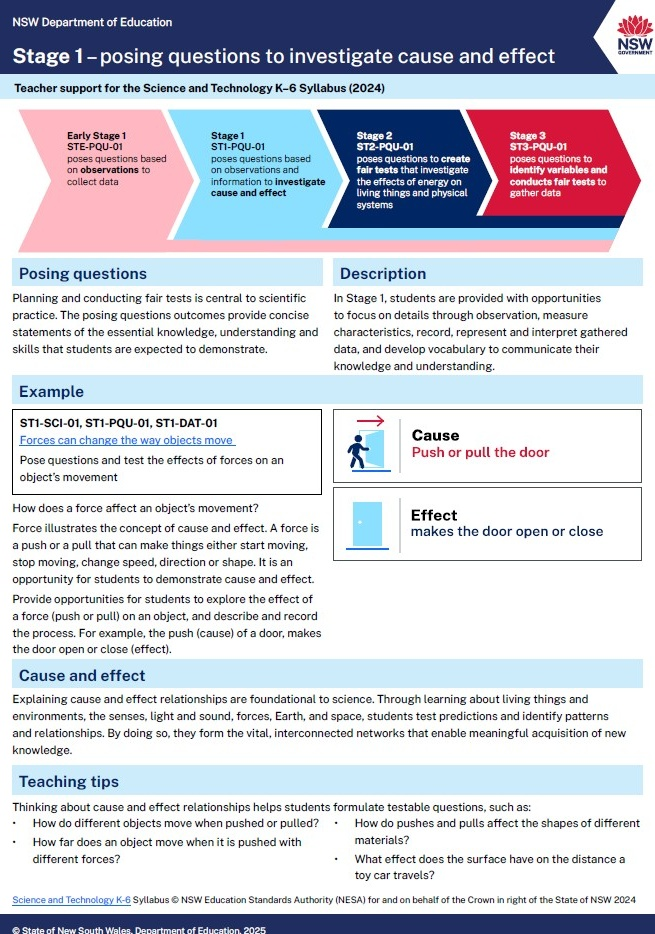 NSW Department of Education
Stage 1 – posing questions to investigate cause and effect
NSW
GOVERNMENT
Teacher support for the Science and Technology K–6 Syllabus (2024)
Early Stage 1
STE-PQU-01
poses questions based
on observations to
collect data
Stage 1
ST1-PQU-01
poses questions based
on observations and
information to investigate
cause and effect
Stage 2
ST2-PQU-01
poses questions to create
fair tests that investigate
the effects of energy on
living things and physical
systems
Stage 3
ST3-PQU-01
poses questions to
identify variables and
conducts fair tests to
gather data
Posing questions
Planning and conducting fair tests is central to scientific
practice. The posing questions outcomes provide concise
statements of the essential knowledge, understanding and
skills that students are expected to demonstrate.
Description
In Stage 1, students are provided with opportunities
to focus on details through observation, measure
characteristics, record, represent and interpret gathered
data, and develop vocabulary to communicate their
knowledge and understanding.
Example
ST1-SCI-01, ST1-PQU-01, ST1-DAT-01
Forces can change the way objects move
Pose questions and test the effects of forces on an
object's movement
How does a force affect an object's movement?
Force illustrates the concept of cause and effect. A force is
a push or a pull that can make things either start moving,
stop moving, change speed, direction or shape. It is an
opportunity for students to demonstrate cause and effect.
Provide opportunities for students to explore the effect of
a force (push or pull) on an object, and describe and record
the process. For example, the push (cause) of a door, makes
the door open or close (effect).
Cause
Push or pull the door
Effect
makes the door open or close
Cause and effect
Explaining cause and effect relationships are foundational to science. Through learning about living things and
environments, the senses, light and sound, forces, Earth, and space, students test predictions and identify patterns
and relationships. By doing so, they form the vital, interconnected networks that enable meaningful acquisition of new
knowledge.
Teaching tips
Thinking about cause and effect relationships helps students formulate testable questions, such as:
• How do different objects move when pushed or pulled?
• How far does an object move when it is pushed with
different forces?
• How do pushes and pulls affect the shapes of different
materials?
• What effect does the surface have on the distance a
toy car travels?
Science and Technology K-6 Syllabus © NSW Education Standards Authority (NESA) for and on behalf of the Crown in right of the State of NSW 2024
© State of New South Wales, Department of Education, 2025